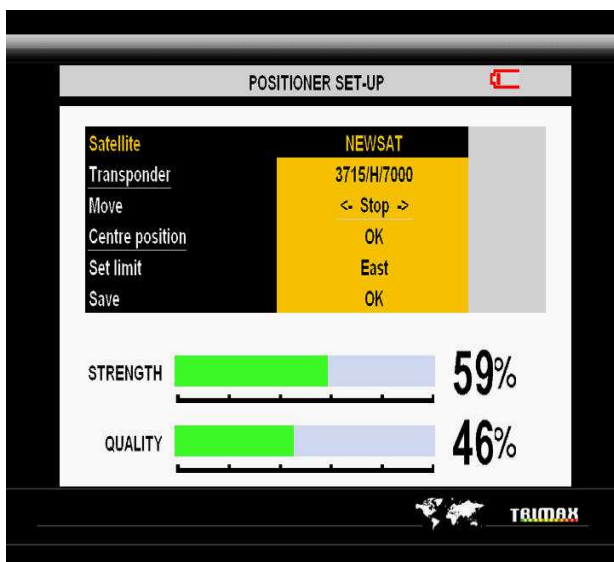 POSITIONER SET-UP
Satellite NEWSAT
Transponder 3715/H/7000
Move <- Stop ->
Centre position OK
Set limit East
Save OK
STRENGTH 59%
QUALITY 46%
TRIMAX